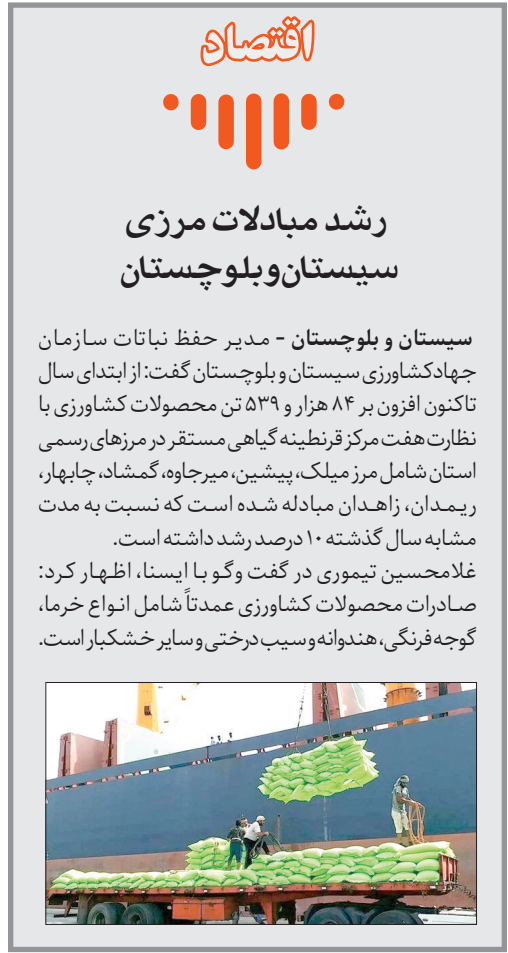 اقتصاد
رشد مبادلات مرزی
سیستان‌و‌بلوچستان
سیستان و بلوچستان - مدیر حفظ نباتات سازمان
جهادکشاورزی سیستان و بلوچستان گفت: از ابتدای سال
تاکنون افزون بر ۸۴ هزار و ۵۳۹ تن محصولات کشاورزی با
نظارت هفت مرکز قرنطینه گیاهی مستقر در مرزهای رسمی
استان شامل مرز میلک، پیشین، میرجاوه، گمشاد، چابهار،
ریمدان، زاهدان مبادله شده است که نسبت به مدت
مشابه سال گذشته ۱۰ درصد رشد داشته است.
غلامحسین تیموری در گفت وگو با ایسنا، اظهار کرد:
صادرات محصولات کشاورزی عمدتاً شامل انواع خرما،
گوجه‌فرنگی، هندوانه و سیب درختی و سایر خشکبار است.